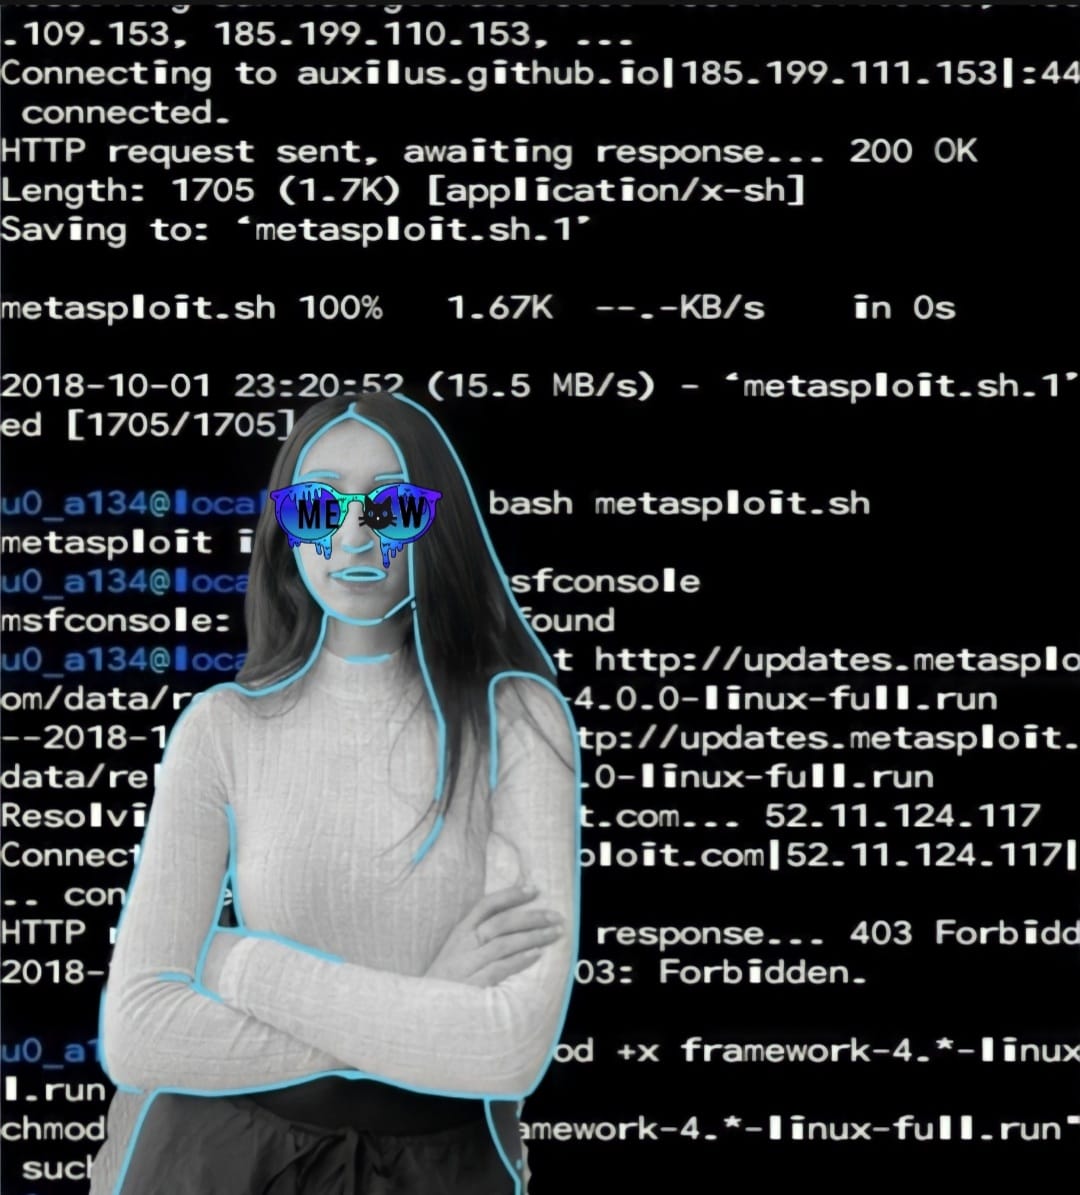 .109.153, 185.199.110.153, ...
Connecting to auxilus.github.io|185.199.111.153|:44
connected.
HTTP request sent, awaiting response... 200 OK
Length: 1705 (1.7K) [application/x-sh]
Saving to: ‘metasploit.sh.1’
metasploit.sh 100% 1.67K --.-KB/s in 0s
2018-10-01 23:20:52 (15.5 MB/s) - ‘metasploit.sh.1’
ed [1705/1705]
u0_a134@local bash metasploit.sh
MEOW
metasploit i
u0_a134@loca sfconsole
msfconsole: found
u0_a134@loca t http://updates.metasplo
om/data/r -4.0.0-linux-full.run
--2018-1 tp://updates.metasploit.
data/re .0-linux-full.run
Resolvi t.com... 52.11.124.117
Connect ploit.com|52.11.124.117|
.. con e
HTTP response... 403 Forbidd
2018- 03: Forbidden.
u0_a1 od +x framework-4.*-linux
l.run
chmod amework-4.*-linux-full.run"
such